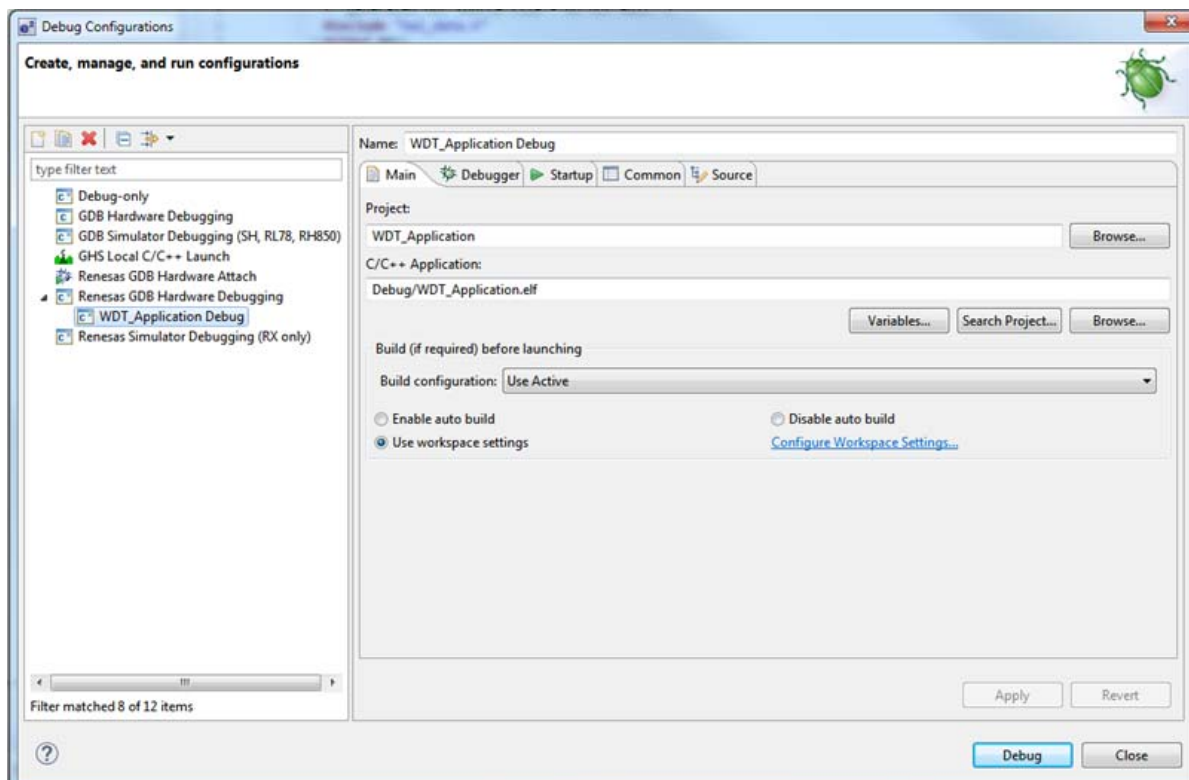 Debug Configurations
Create, manage, and run configurations
type filter text
Debug-only
GDB Hardware Debugging
GDB Simulator Debugging (SH, RL78, RH850)
GHS Local C/C++ Launch
Renesas GDB Hardware Attach
Renesas GDB Hardware Debugging
WDT_Application Debug
Renesas Simulator Debugging (RX only)
Filter matched 8 of 12 items
Name: WDT_Application Debug
Main Debugger Startup Common Source
Project:
WDT_Application Browse...
C/C++ Application:
Debug/WDT_Application.elf
Variables... Search Project... Browse...
Build (if required) before launching
Build configuration: Use Active
Enable auto build Disable auto build
Use workspace settings Configure Workspace Settings...
Apply Revert
Debug Close